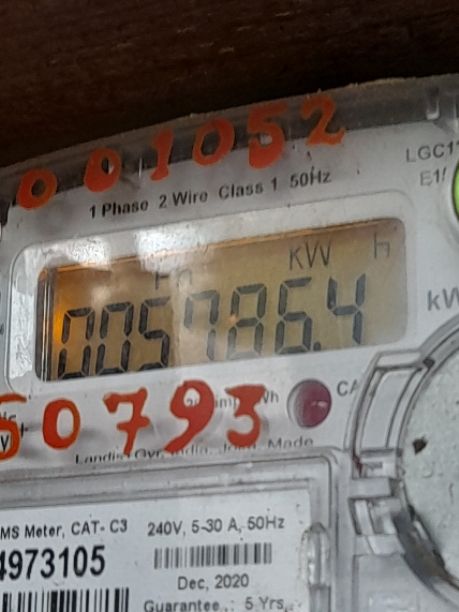 001052
LGC1
1 Phase 2 Wire Class 1 50Hz
E1
KW h
005786.4
kW
50793
CA
MS Meter, CAT- C3
240V, 5-30 A, 50Hz
4973105
Dec, 2020
Guarantee.: 5 Yrs.